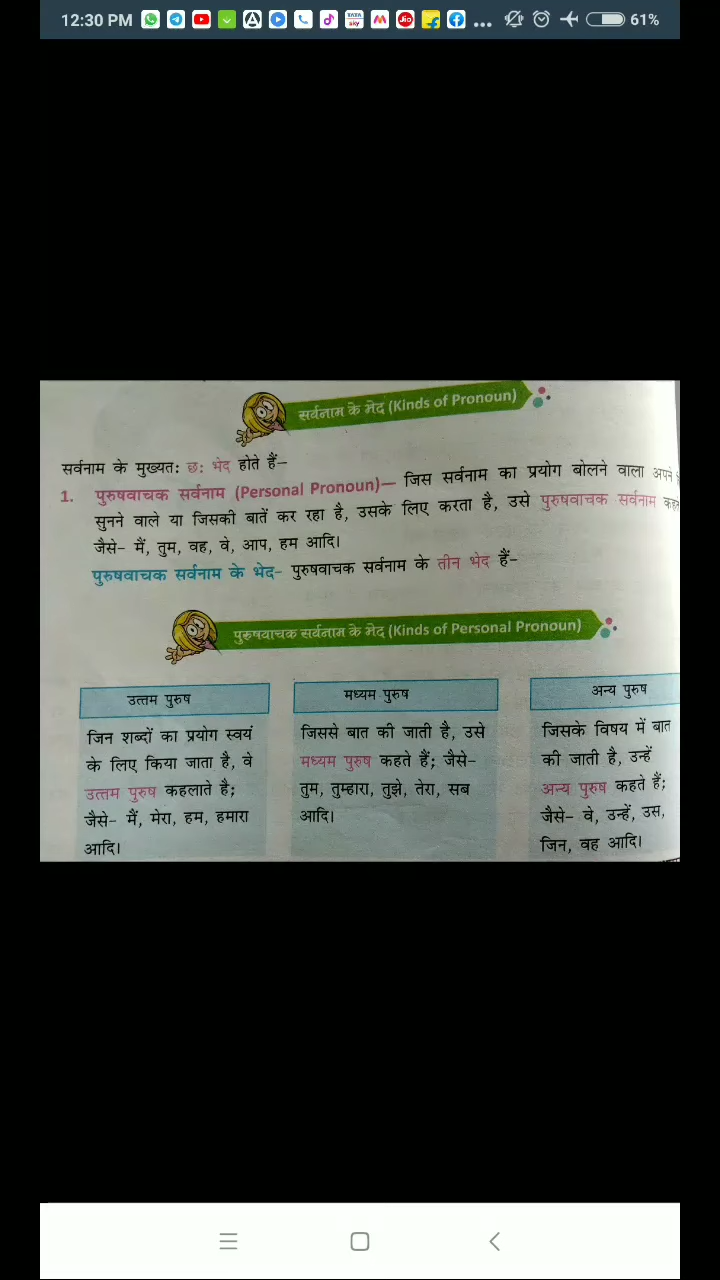 12:30 PM
61%
सर्वनाम के भेद (Kinds of Pronoun)
सर्वनाम के मुख्यतः छः भेद होते हैं–
1. पुरुषवाचक सर्वनाम (Personal Pronoun)— जिस सर्वनाम का प्रयोग बोलने वाला अपने
सुनने वाले या जिसकी बातें कर रहा है, उसके लिए करता है, उसे पुरुषवाचक सर्वनाम
जैसे– मैं, तुम, वह, वे, आप, हम आदि।
पुरुषवाचक सर्वनाम के भेद– पुरुषवाचक सर्वनाम के तीन भेद हैं–
पुरुषवाचक सर्वनाम के भेद (Kinds of Personal Pronoun)
उत्तम पुरुष
जिन शब्दों का प्रयोग स्वयं
के लिए किया जाता है, वे
उत्तम पुरुष कहलाते है;
जैसे– मैं, मेरा, हम, हमारा
आदि।
मध्यम पुरुष
जिससे बात की जाती है, उसे
मध्यम पुरुष कहते हैं; जैसे–
तुम, तुम्हारा, तुझे, तेरा, सब
आदि।
अन्य पुरुष
जिसके विषय में बात
की जाती है, उन्हें
अन्य पुरुष कहते हैं;
जैसे– वे, उन्हें, उस,
जिन, वह आदि।